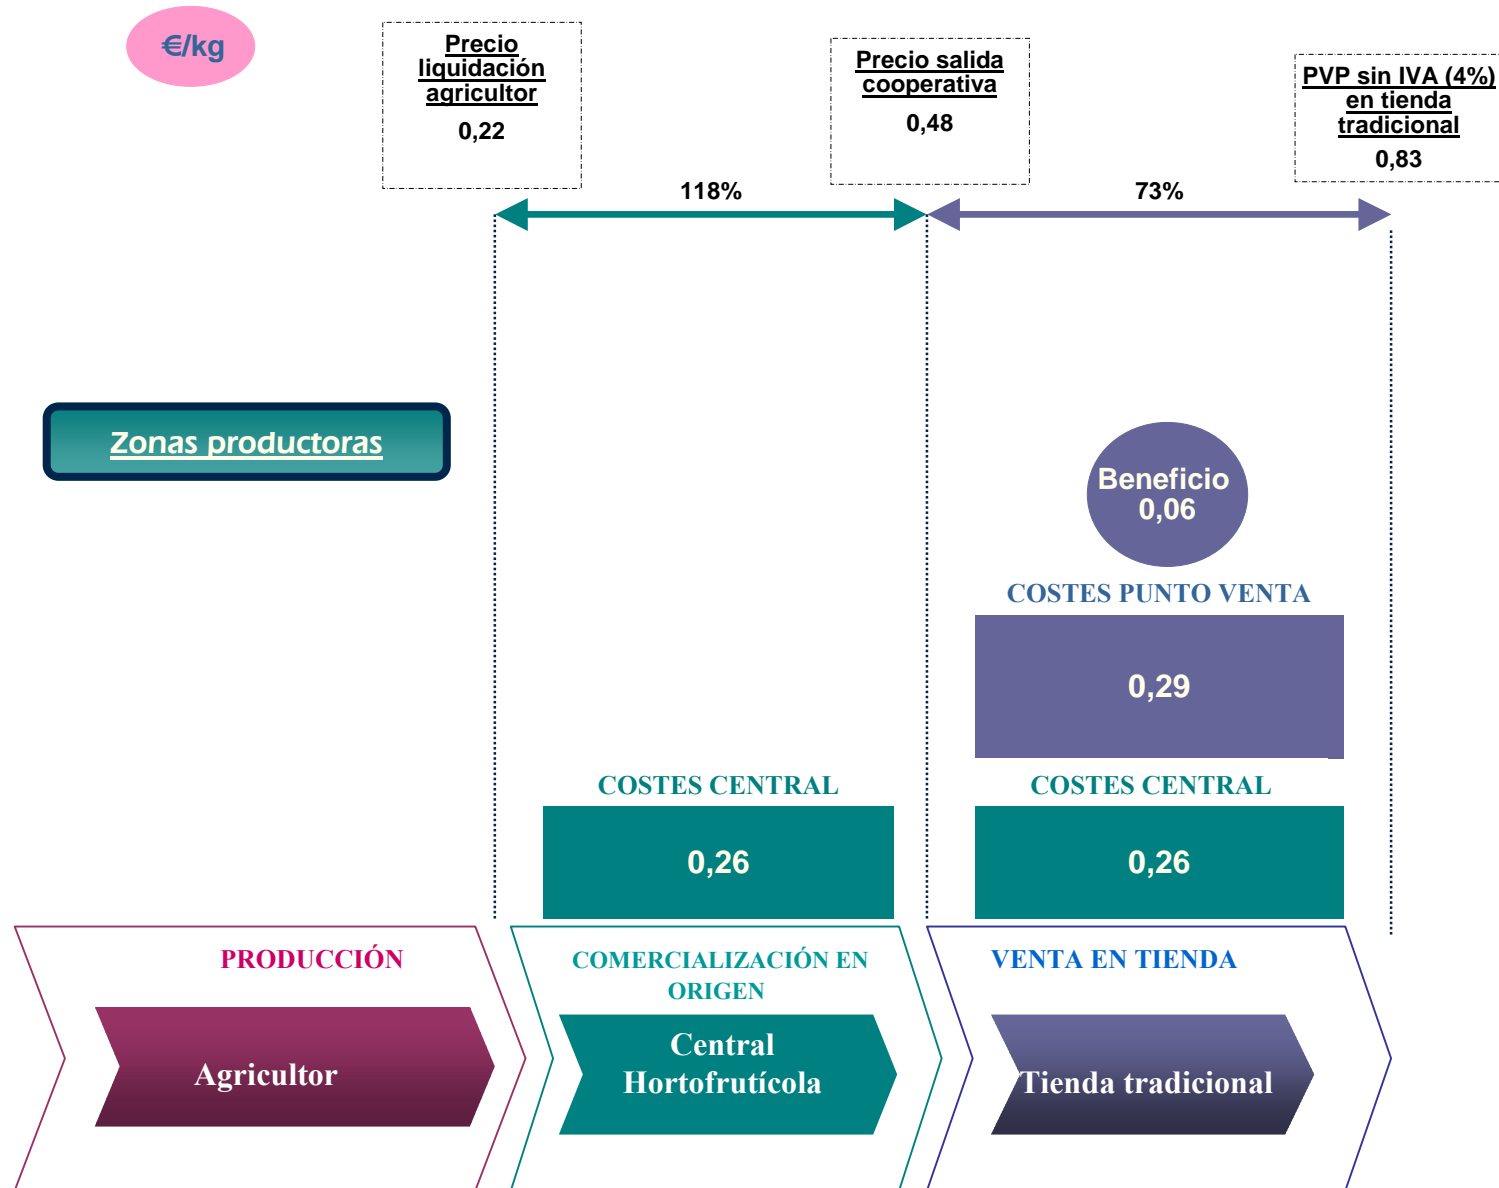 €/kg
Precio
liquidación
agricultor
0,22
Precio salida
cooperativa
0,48
PVP sin IVA (4%)
en tienda
tradicional
0,83
118%
73%
Zonas productoras
Beneficio
0,06
COSTES PUNTO VENTA
0,29
COSTES CENTRAL
0,26
COSTES CENTRAL
0,26
PRODUCCIÓN
Agricultor
COMERCIALIZACIÓN EN
ORIGEN
Central
Hortofrutícola
VENTA EN TIENDA
Tienda tradicional